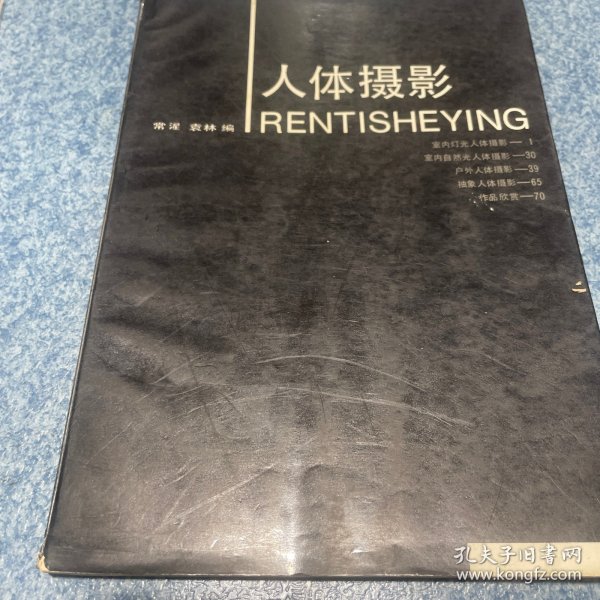 人体摄影
常渥 袁林 编
RENTISHEYING
室内灯光人体摄影—1
室内自然光人体摄影—30
户外人体摄影—39
抽象人体摄影—65
作品欣赏—70
孔夫子旧书网
www.kongfz.com